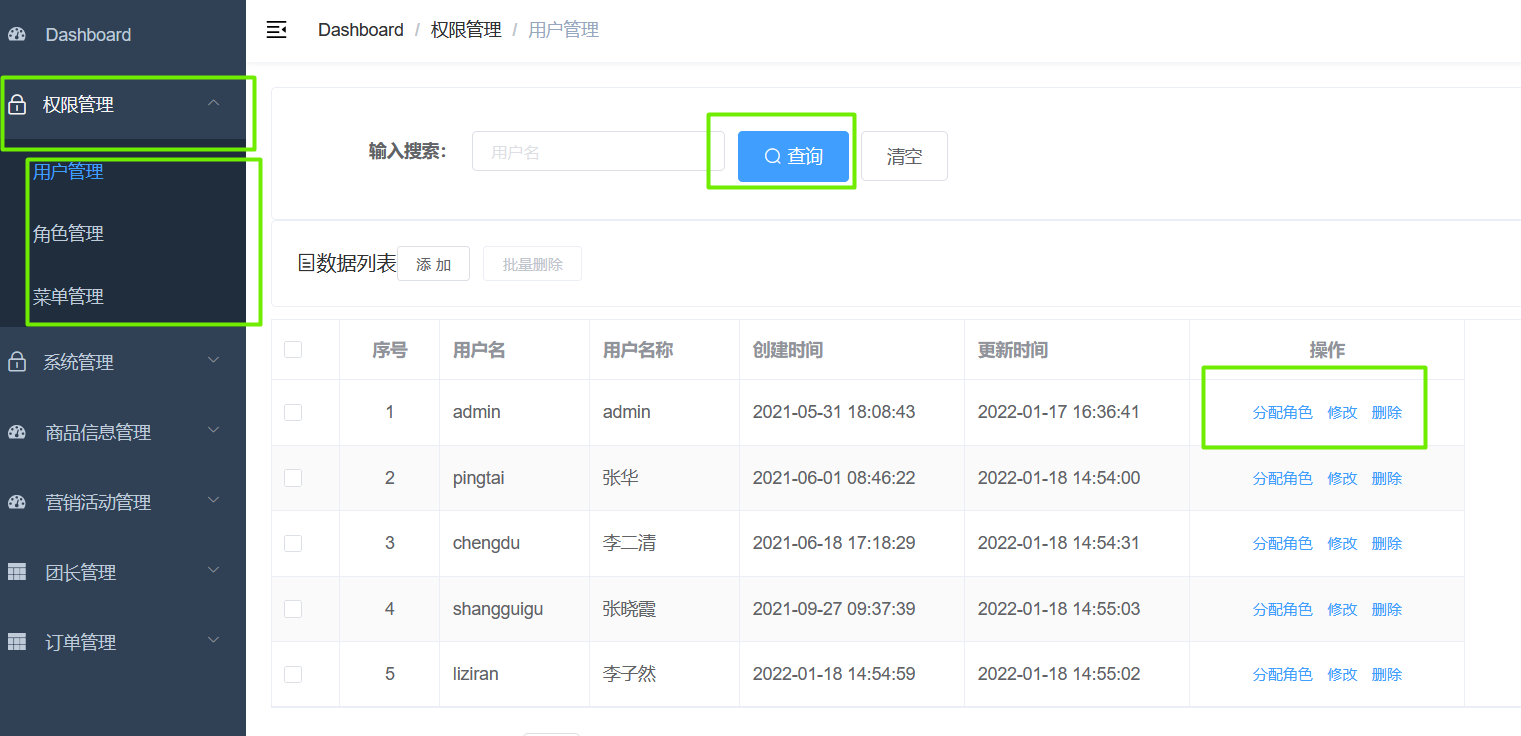 Dashboard
权限管理
用户管理
角色管理
菜单管理
系统管理
商品信息管理
营销活动管理
团长管理
订单管理
Dashboard / 权限管理 / 用户管理
输入搜索： 用户名 查询 清空
数据列表 添加 批量删除
序号 用户名 用户名称 创建时间 更新时间 操作
1 admin admin 2021-05-31 18:08:43 2022-01-17 16:36:41 分配角色 修改 删除
2 pingtai 张华 2021-06-01 08:46:22 2022-01-18 14:54:00 分配角色 修改 删除
3 chengdu 李二清 2021-06-18 17:18:29 2022-01-18 14:54:31 分配角色 修改 删除
4 shangguigu 张晓霞 2021-09-27 09:37:39 2022-01-18 14:55:03 分配角色 修改 删除
5 liziran 李子然 2022-01-18 14:54:59 2022-01-18 14:55:02 分配角色 修改 删除